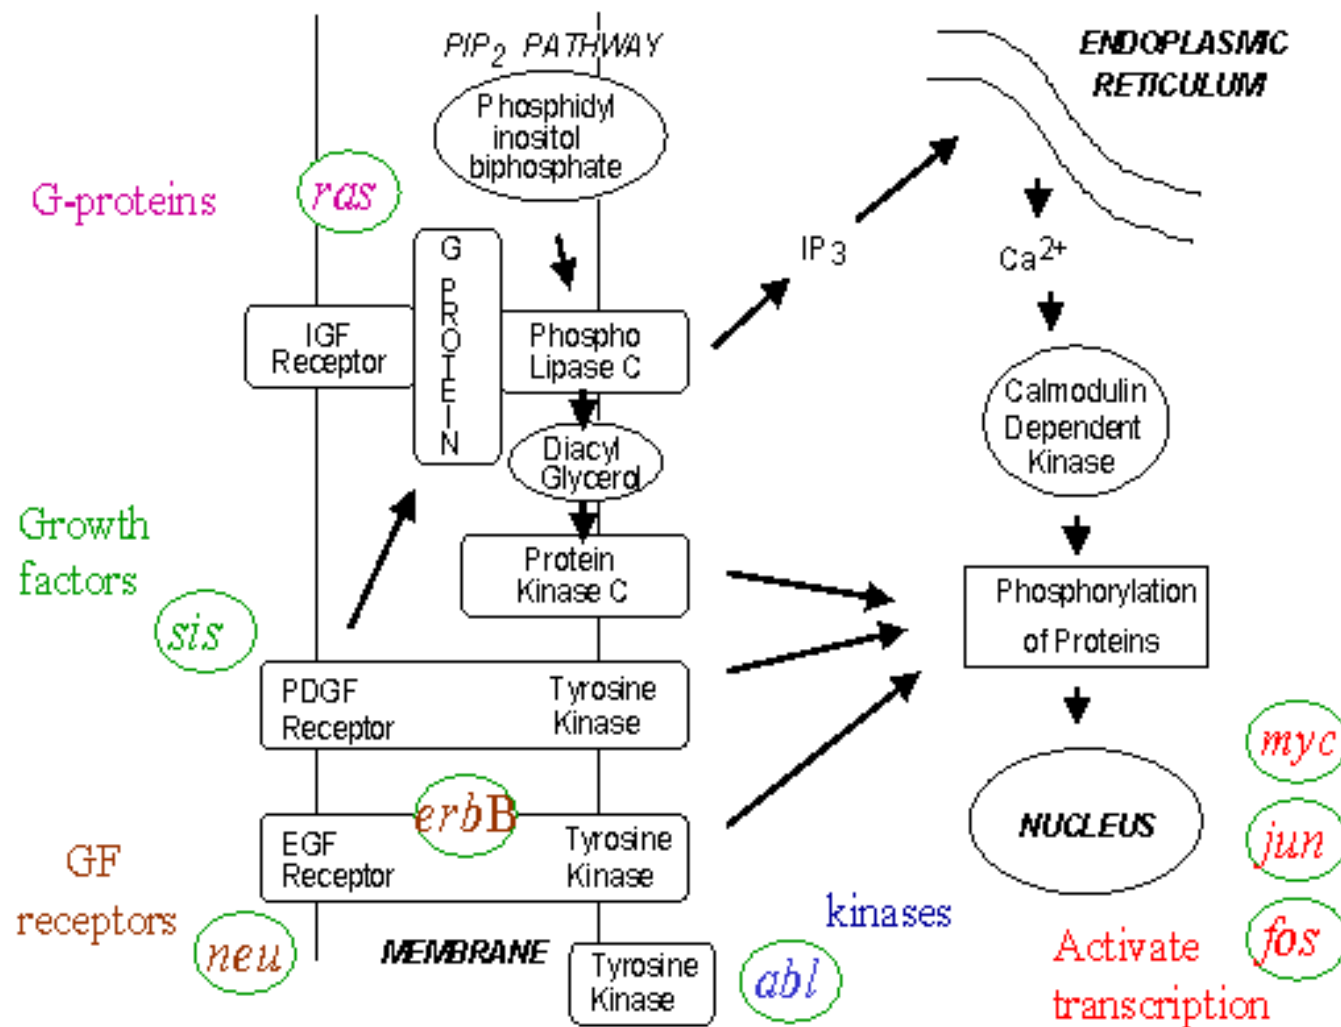 PIP2 PATHWAY
Phosphidyl
inositol
biphosphate
ENDOPLASMIC
RETICULUM
G-proteins
ras
G PROTEIN
IP3
Ca2+
IGF
Receptor
Phospho
Lipase C
Calmodulin
Dependent
Kinase
Diacyl
Glycerol
Growth
factors
sis
Protein
Kinase C
Phosphorylation
of Proteins
PDGF
Receptor
Tyrosine
Kinase
myc
erbB
NUCLEUS
jun
EGF
Receptor
Tyrosine
Kinase
GF
receptors
neu
MEMBRANE
kinases
fos
Tyrosine
Kinase
abl
Activate
transcription